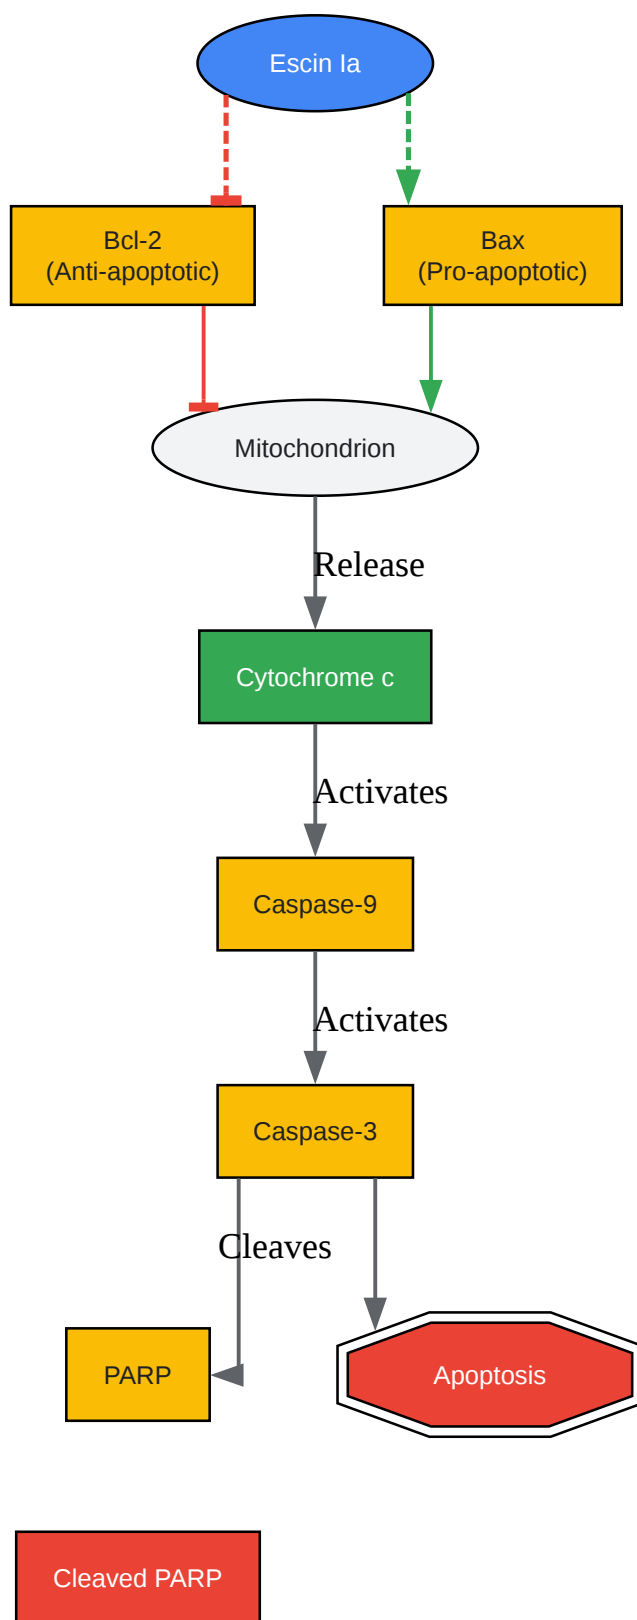 Escin Ia
Bcl-2
(Anti-apoptotic)
Bax
(Pro-apoptotic)
Mitochondrion
Release
Cytochrome c
Activates
Caspase-9
Activates
Caspase-3
Cleaves
PARP
Apoptosis
Cleaved PARP